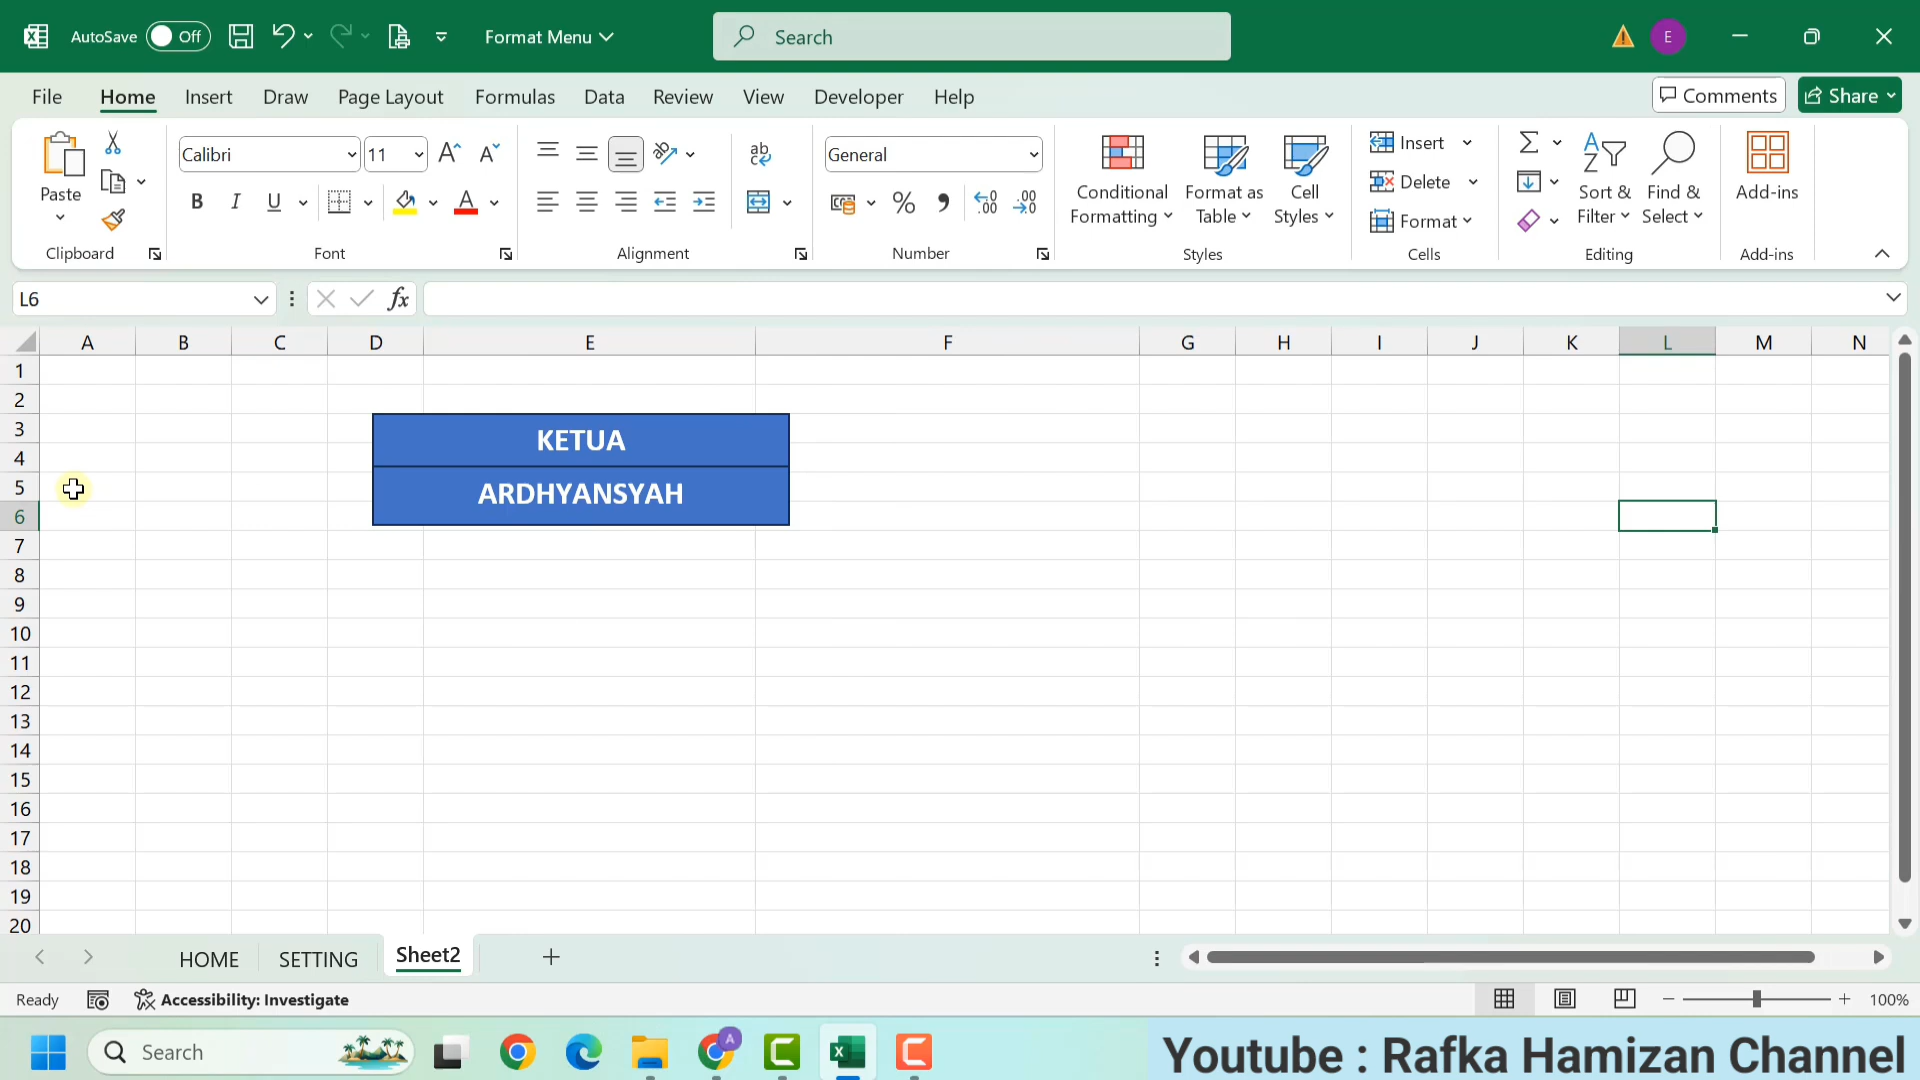 AutoSave Off Format Menu Search E
File Home Insert Draw Page Layout Formulas Data Review View Developer Help Comments Share
Paste
Clipboard
Calibri 11
B I U A
Font
ab
Alignment
General
% .00
Number
Conditional Formatting
Format as Table
Cell Styles
Styles
Insert
Delete
Format
Cells
Sort & Filter
Find & Select
Editing
Add-ins
Add-ins
L6 fx
A B C D E F G H I J K L M N
1
2
3
4
5
6
7
8
9
10
11
12
13
14
15
16
17
18
19
20
KETUA
ARDHYANSYAH
HOME SETTING Sheet2 +
Ready Accessibility: Investigate 100%
Search A
Youtube : Rafka Hamizan Channel